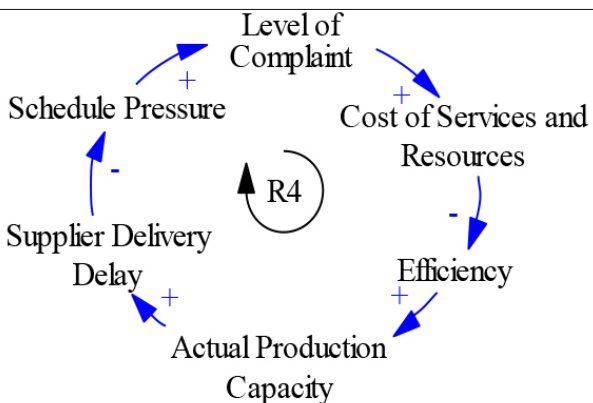 Level of
Complaint
+
+
Schedule Pressure
Cost of Services and
Resources
-
R4
-
Supplier Delivery
Delay
Efficiency
+
+
Actual Production
Capacity